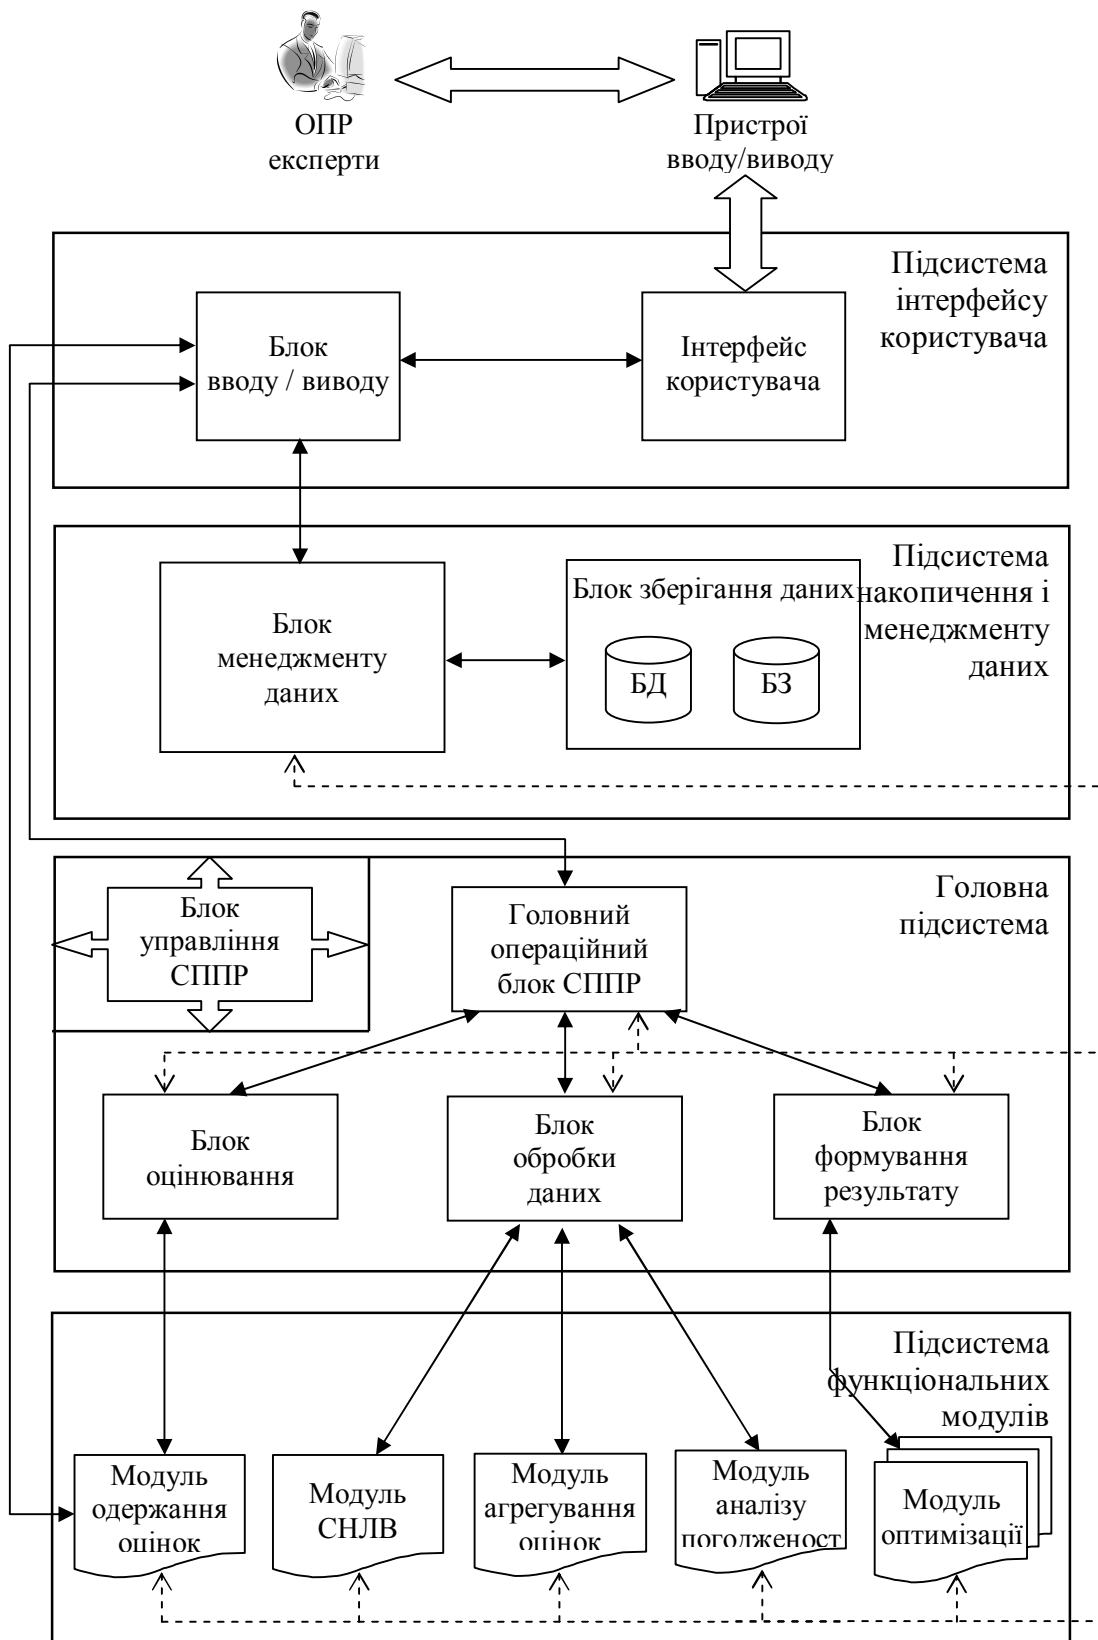 ОПР
експерти
Пристрої
вводу/виводу
Підсистема
інтерфейсу
користувача
Блок
вводу / виводу
Інтерфейс
користувача
Підсистема
накопичення і
менеджменту
даних
Блок
менеджменту
даних
Блок зберігання даних
БД
БЗ
Головна
підсистема
Блок
управління
СППР
Головний
операційний
блок СППР
Блок
оцінювання
Блок
обробки
даних
Блок
формування
результату
Підсистема
функціональних
модулів
Модуль
одержання
оцінок
Модуль
СНЛВ
Модуль
агрегування
оцінок
Модуль
аналізу
погодженост
Модуль
оптимізації